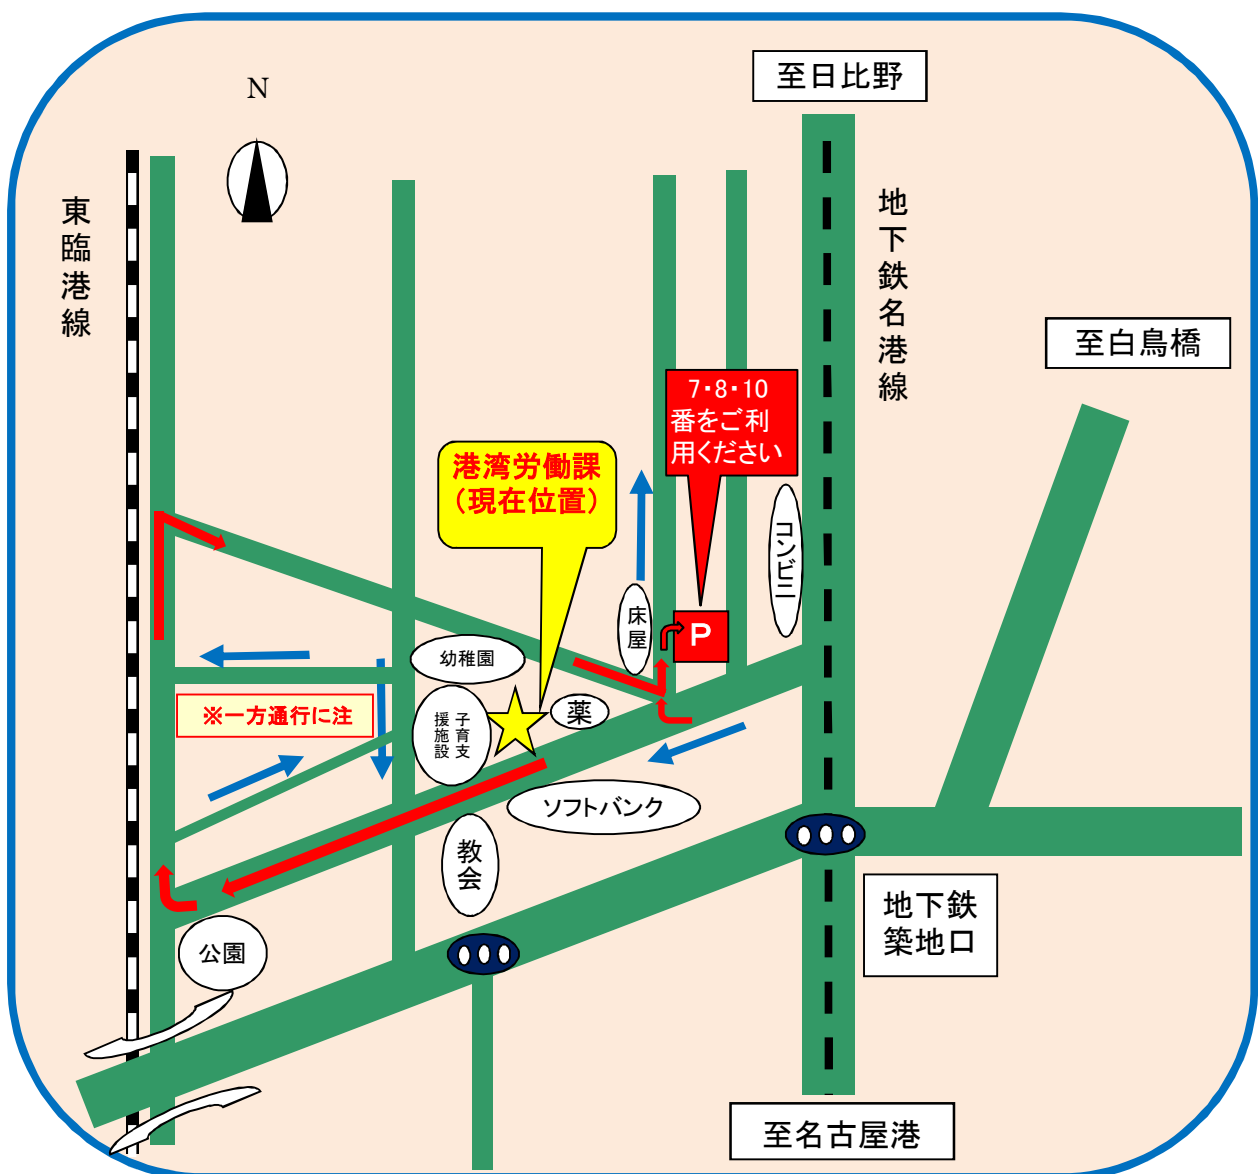 N
至日比野
東臨港線
地下鉄名港線
至白鳥橋
7・8・10
番をご利
用ください
港湾労働課
（現在位置）
コンビニ
床屋
P
幼稚園
※一方通行に注
子育支
援施設
薬
ソフトバンク
教会
地下鉄
築地口
公園
至名古屋港